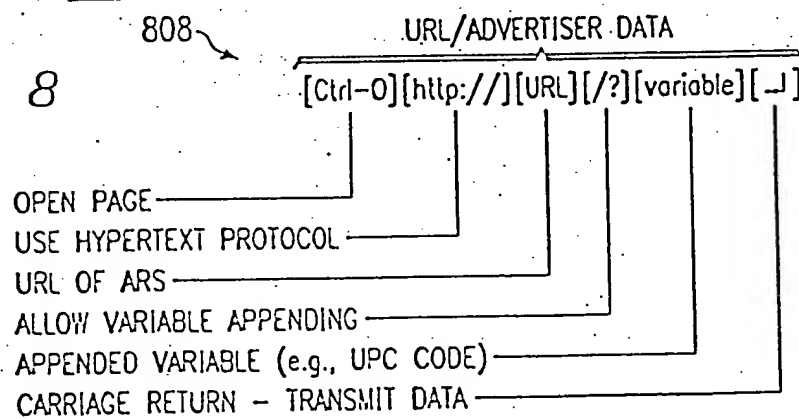 808
URL/ADVERTISER DATA
8
[Ctrl-O][http://][URL][/?][variable][↵]
OPEN PAGE
USE HYPERTEXT PROTOCOL
URL OF ARS
ALLOW VARIABLE APPENDING
APPENDED VARIABLE (e.g., UPC CODE)
CARRIAGE RETURN - TRANSMIT DATA